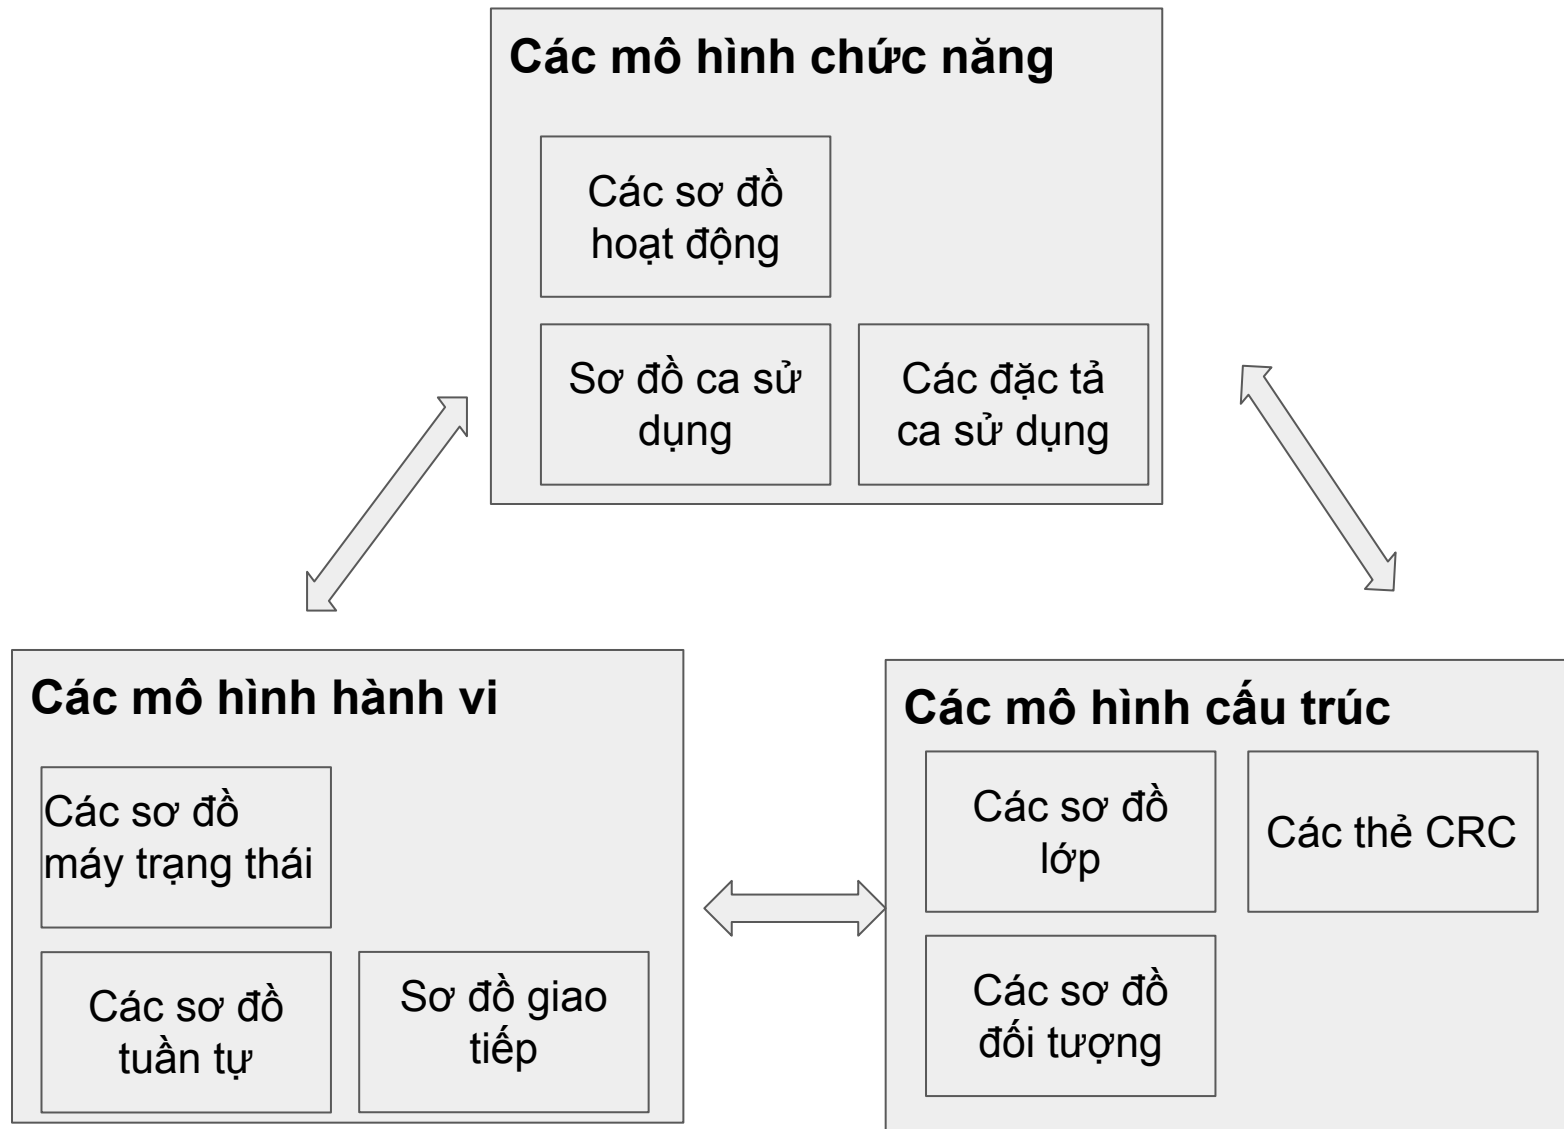 Các mô hình chức năng
Các sơ đồ
hoạt động
Sơ đồ ca sử
dụng
Các đặc tả
ca sử dụng
Các mô hình hành vi
Các sơ đồ
máy trạng thái
Các sơ đồ
tuần tự
Sơ đồ giao
tiếp
Các mô hình cấu trúc
Các sơ đồ
lớp
Các thẻ CRC
Các sơ đồ
đối tượng